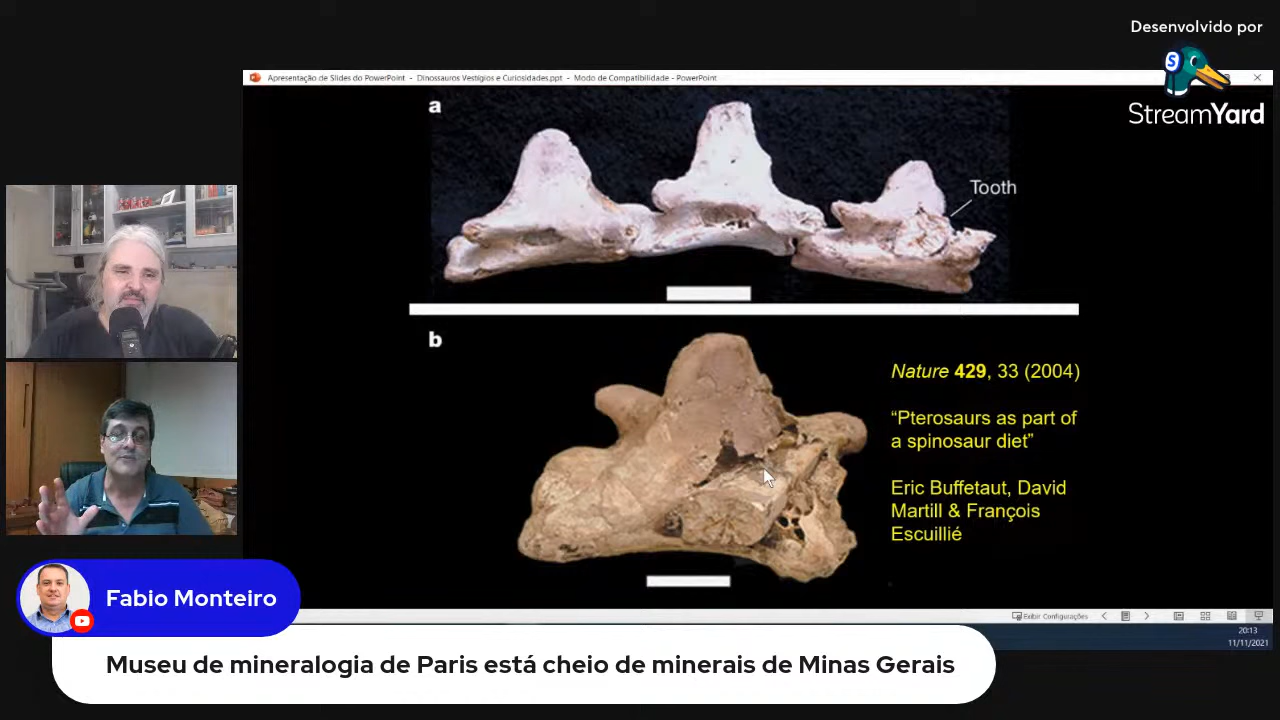 Desenvolvido por
StreamYard
Apresentação de Slides do PowerPoint - Dinossauros Vestígios e Curiosidades.ppt - Modo de Compatibilidade - PowerPoint
a
Tooth
b
Nature 429, 33 (2004)
“Pterosaurs as part of
a spinosaur diet”
Eric Buffetaut, David
Martill & François
Escuillié
Exibir Configurações
20:13
11/11/2021
Fabio Monteiro
Museu de mineralogia de Paris está cheio de minerais de Minas Gerais